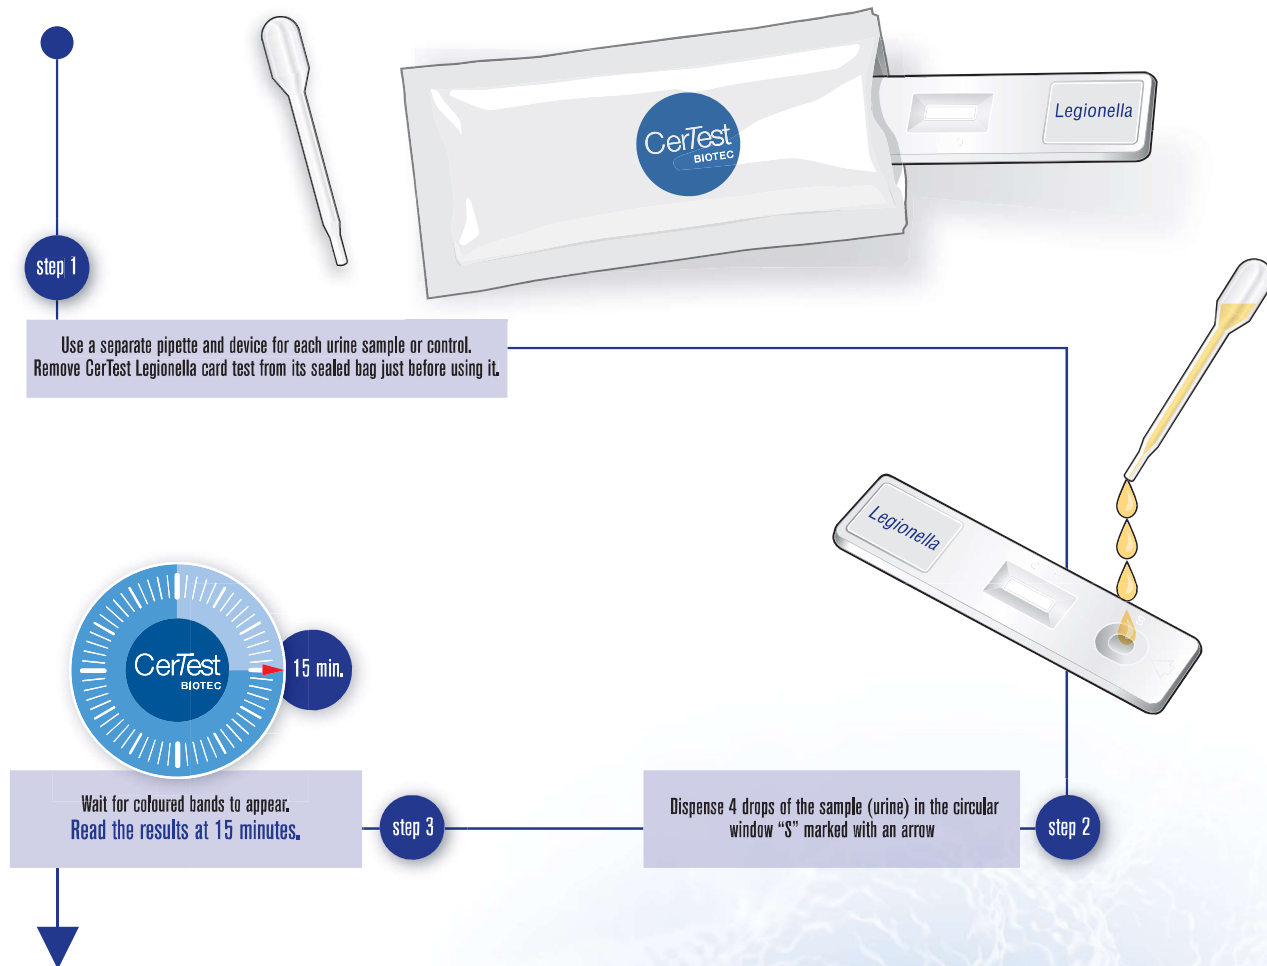 CerTest
BIOTEC
Legionella
step 1
Use a separate pipette and device for each urine sample or control.
Remove CerTest Legionella card test from its sealed bag just before using it.
Legionella
C
S
CerTest
BIOTEC
15 min.
Wait for coloured bands to appear.
Read the results at 15 minutes.
step 3
Dispense 4 drops of the sample (urine) in the circular
window “S” marked with an arrow
step 2